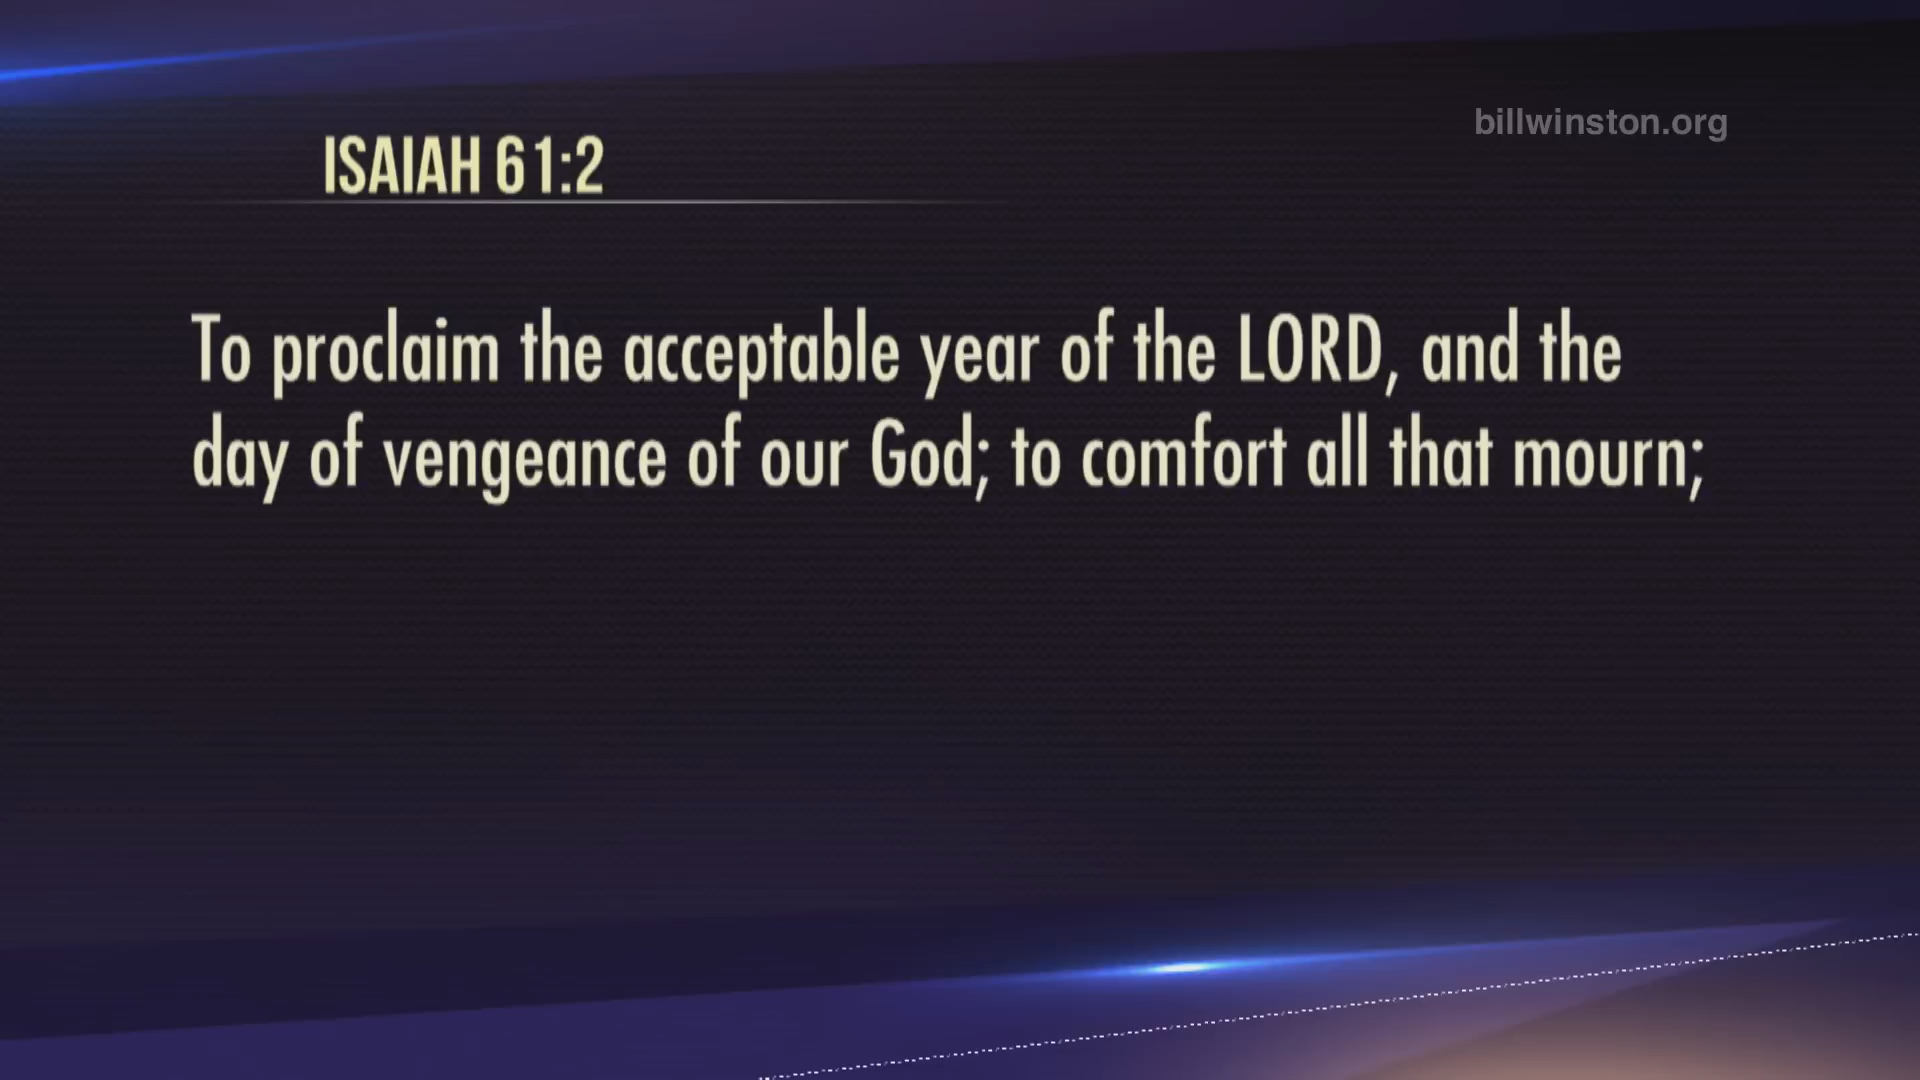 billwinston.org
ISAIAH 61:2
To proclaim the acceptable year of the LORD, and the
day of vengeance of our God; to comfort all that mourn;